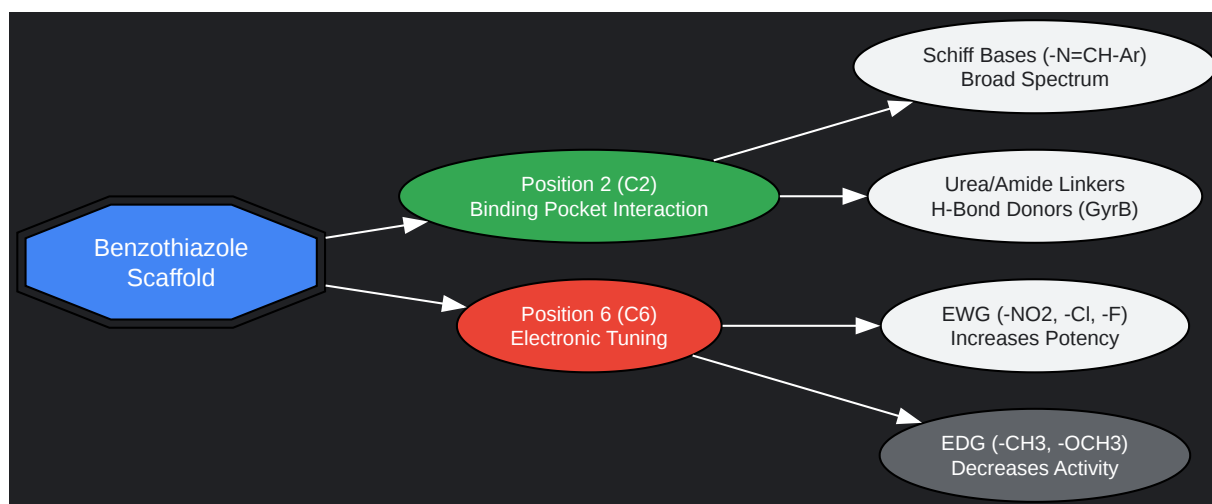 Benzothiazole
Scaffold
Position 2 (C2)
Binding Pocket Interaction
Schiff Bases (-N=CH-Ar)
Broad Spectrum
Urea/Amide Linkers
H-Bond Donors (GyrB)
Position 6 (C6)
Electronic Tuning
EWG (-NO2, -Cl, -F)
Increases Potency
EDG (-CH3, -OCH3)
Decreases Activity